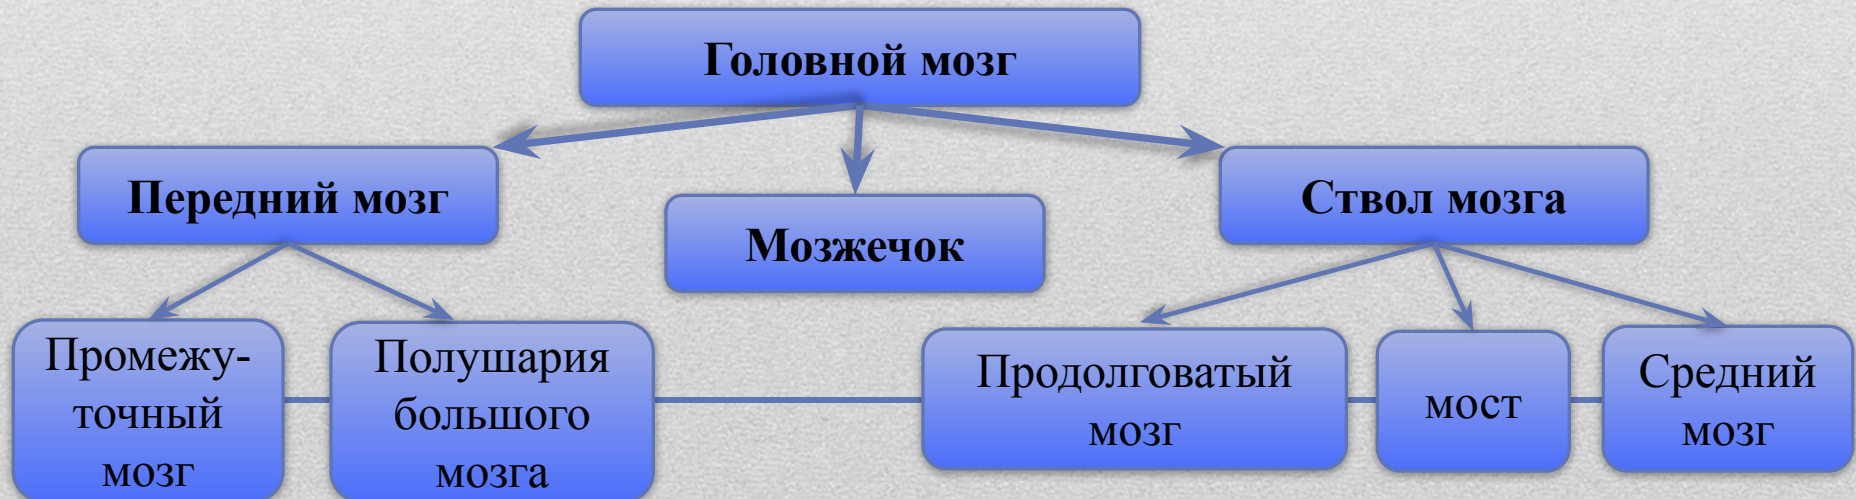 Головной мозг
Передний мозг
Мозжечок
Ствол мозга
Промежу-
точный
мозг
Полушария
большого
мозга
Продолговатый
мозг
мост
Средний
мозг